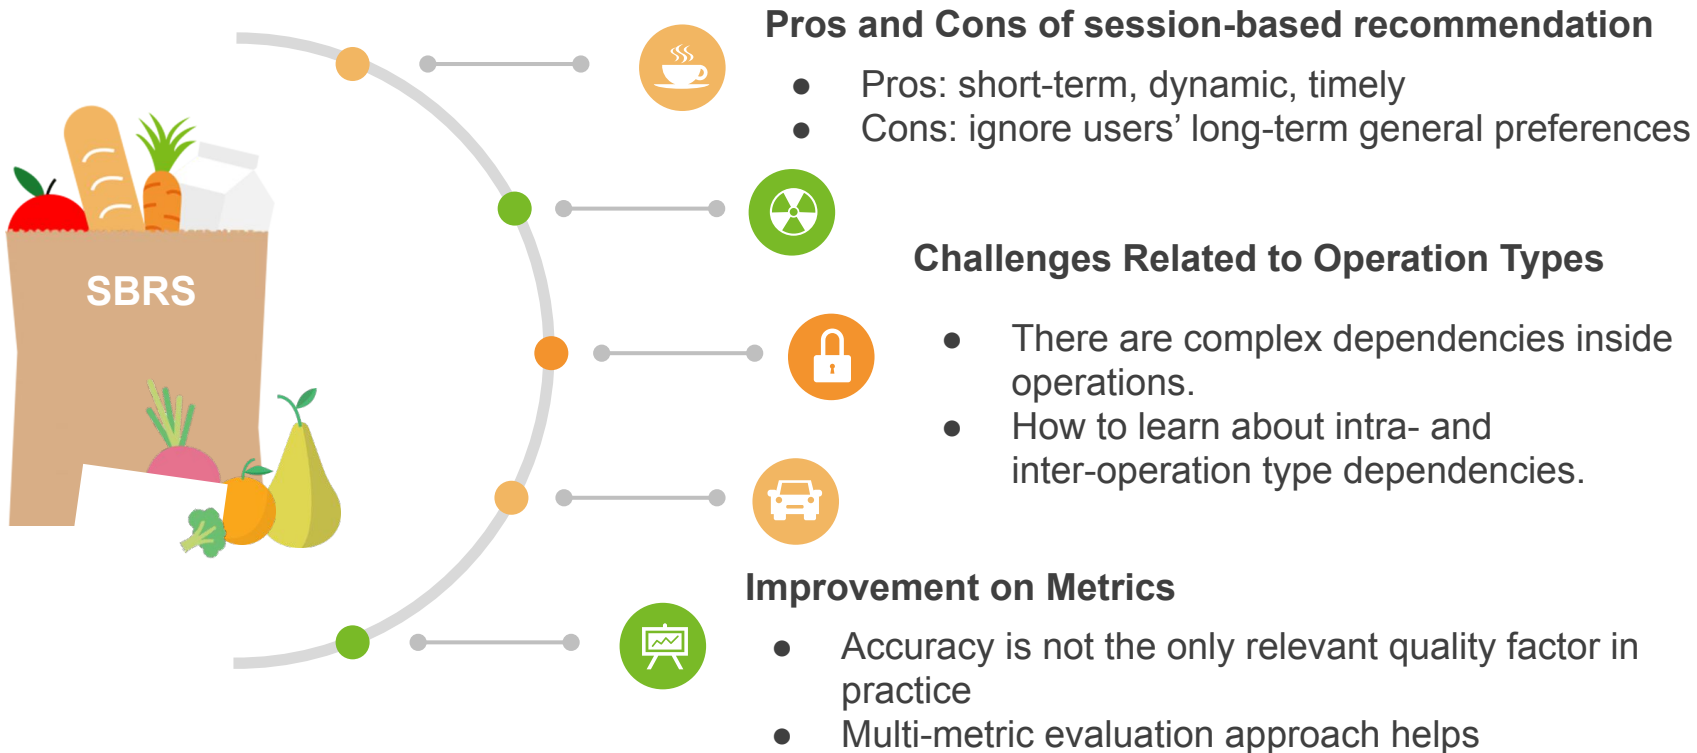 Pros and Cons of session-based recommendation
● Pros: short-term, dynamic, timely
● Cons: ignore users’ long-term general preferences
SBRS
Challenges Related to Operation Types
● There are complex dependencies inside
operations.
● How to learn about intra- and
inter-operation type dependencies.
Improvement on Metrics
● Accuracy is not the only relevant quality factor in
practice
● Multi-metric evaluation approach helps